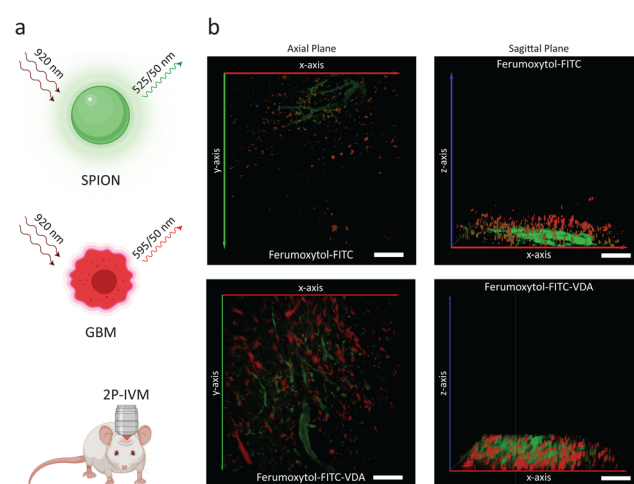 a
920 nm
525/50 nm
SPION
920 nm
595/50 nm
GBM
2P-IVM
b
Axial Plane
x-axis
y-axis
Ferumoxytol-FITC
Sagittal Plane
Ferumoxytol-FITC
z-axis
x-axis
x-axis
y-axis
Ferumoxytol-FITC-VDA
Ferumoxytol-FITC-VDA
z-axis
x-axis